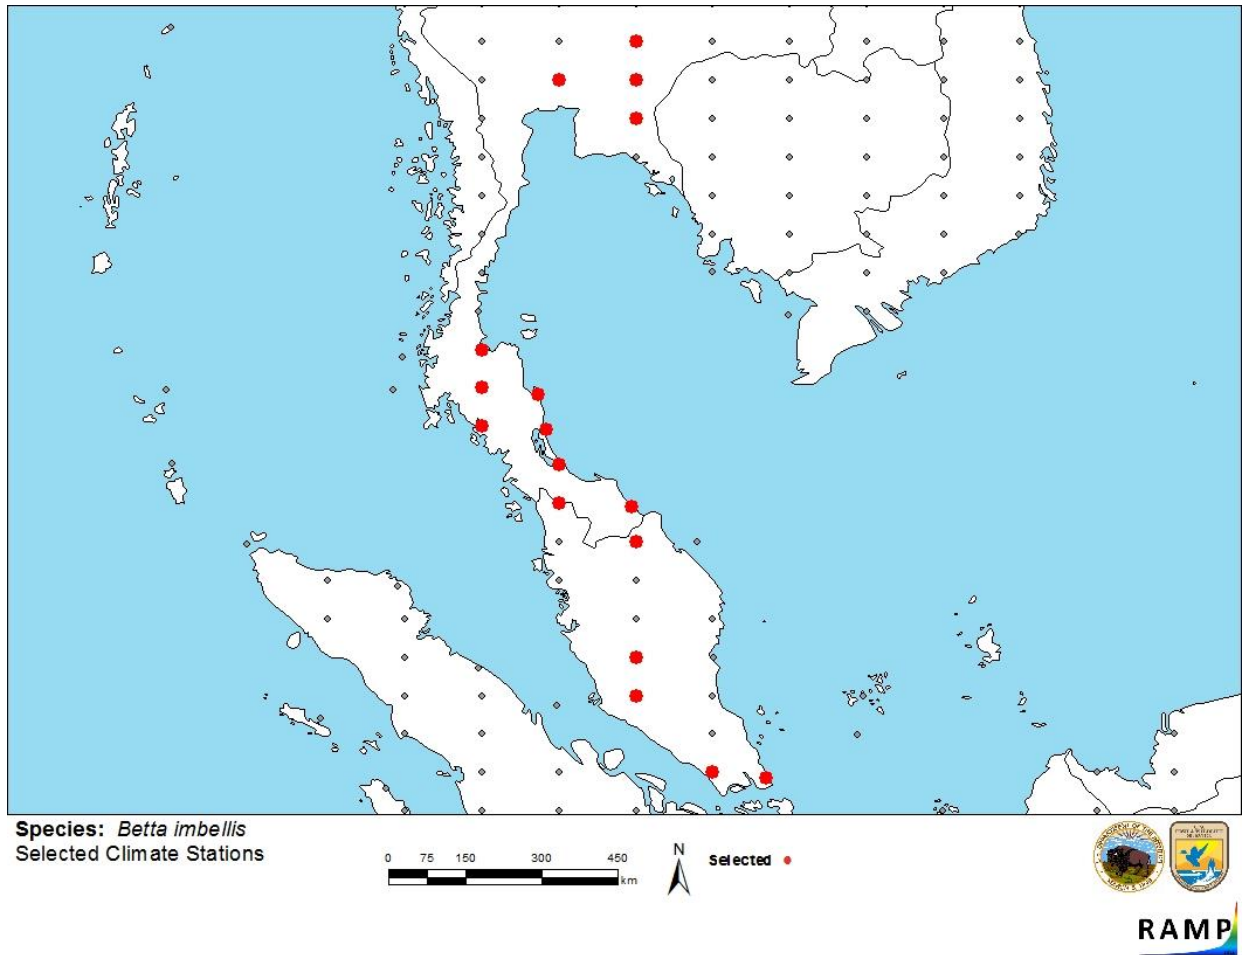 Species: Betta imbellis
Selected Climate Stations
0 75 150 300 450
km
N
Selected
RAMP